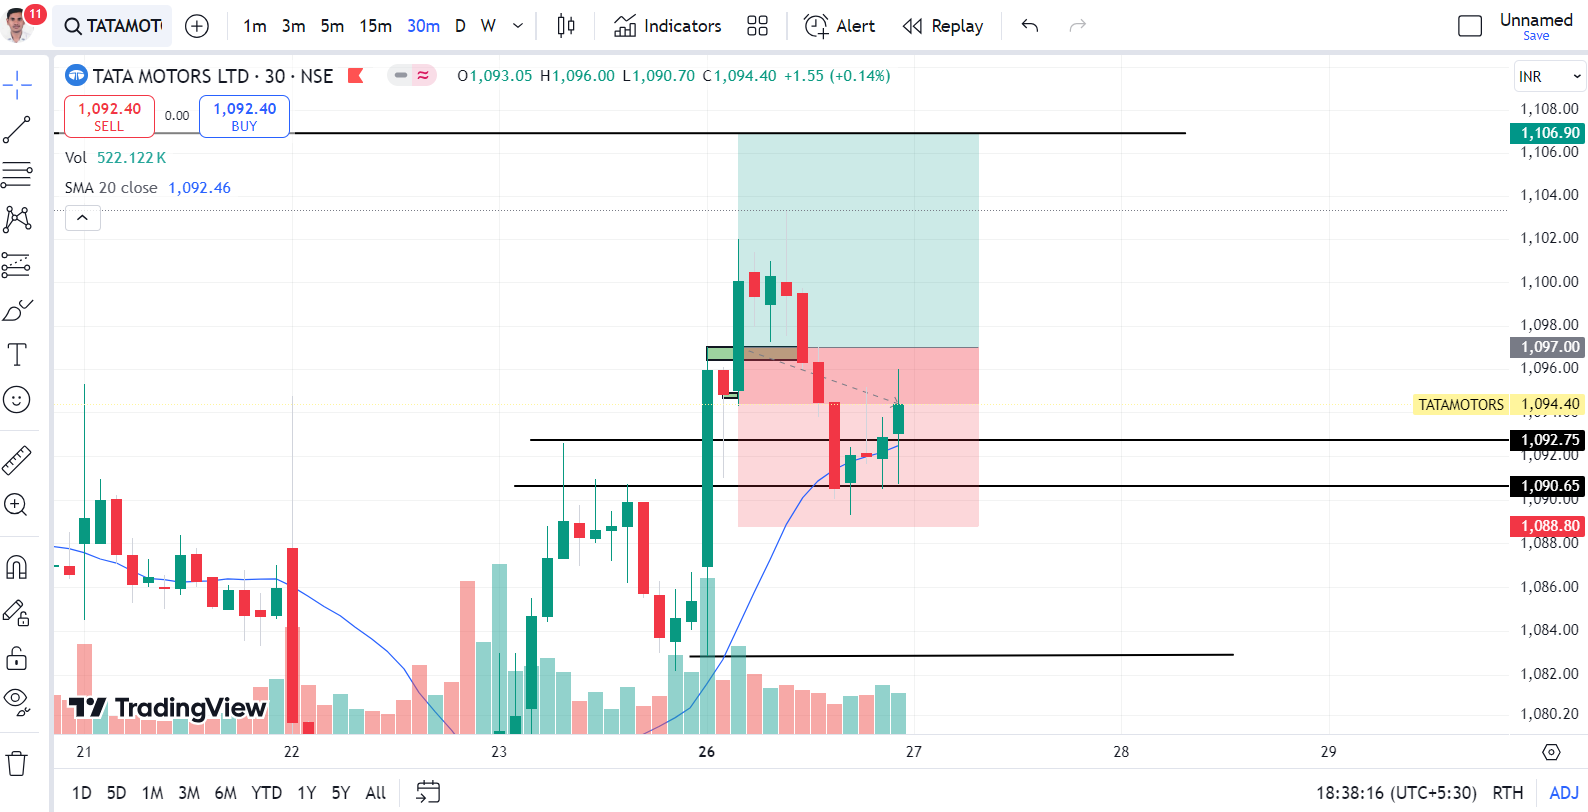 11
TATAMOT
1m 3m 5m 15m 30m D W
Indicators
Alert
Replay
Unnamed
Save
TATA MOTORS LTD · 30 · NSE
O1,093.05 H1,096.00 L1,090.70 C1,094.40 +1.55 (+0.14%)
INR
1,092.40
SELL
0.00
1,092.40
BUY
Vol 522.122 K
SMA 20 close 1,092.46
1,108.00
1,106.90
1,106.00
1,104.00
1,102.00
1,100.00
1,098.00
1,097.00
1,096.00
TATAMOTORS 1,094.40
1,092.75
1,092.00
1,090.65
1,090.00
1,088.80
1,088.00
1,086.00
1,084.00
1,082.00
1,080.20
TradingView
21 22 23 26 27 28 29
1D 5D 1M 3M 6M YTD 1Y 5Y All
18:38:16 (UTC+5:30) RTH ADJ